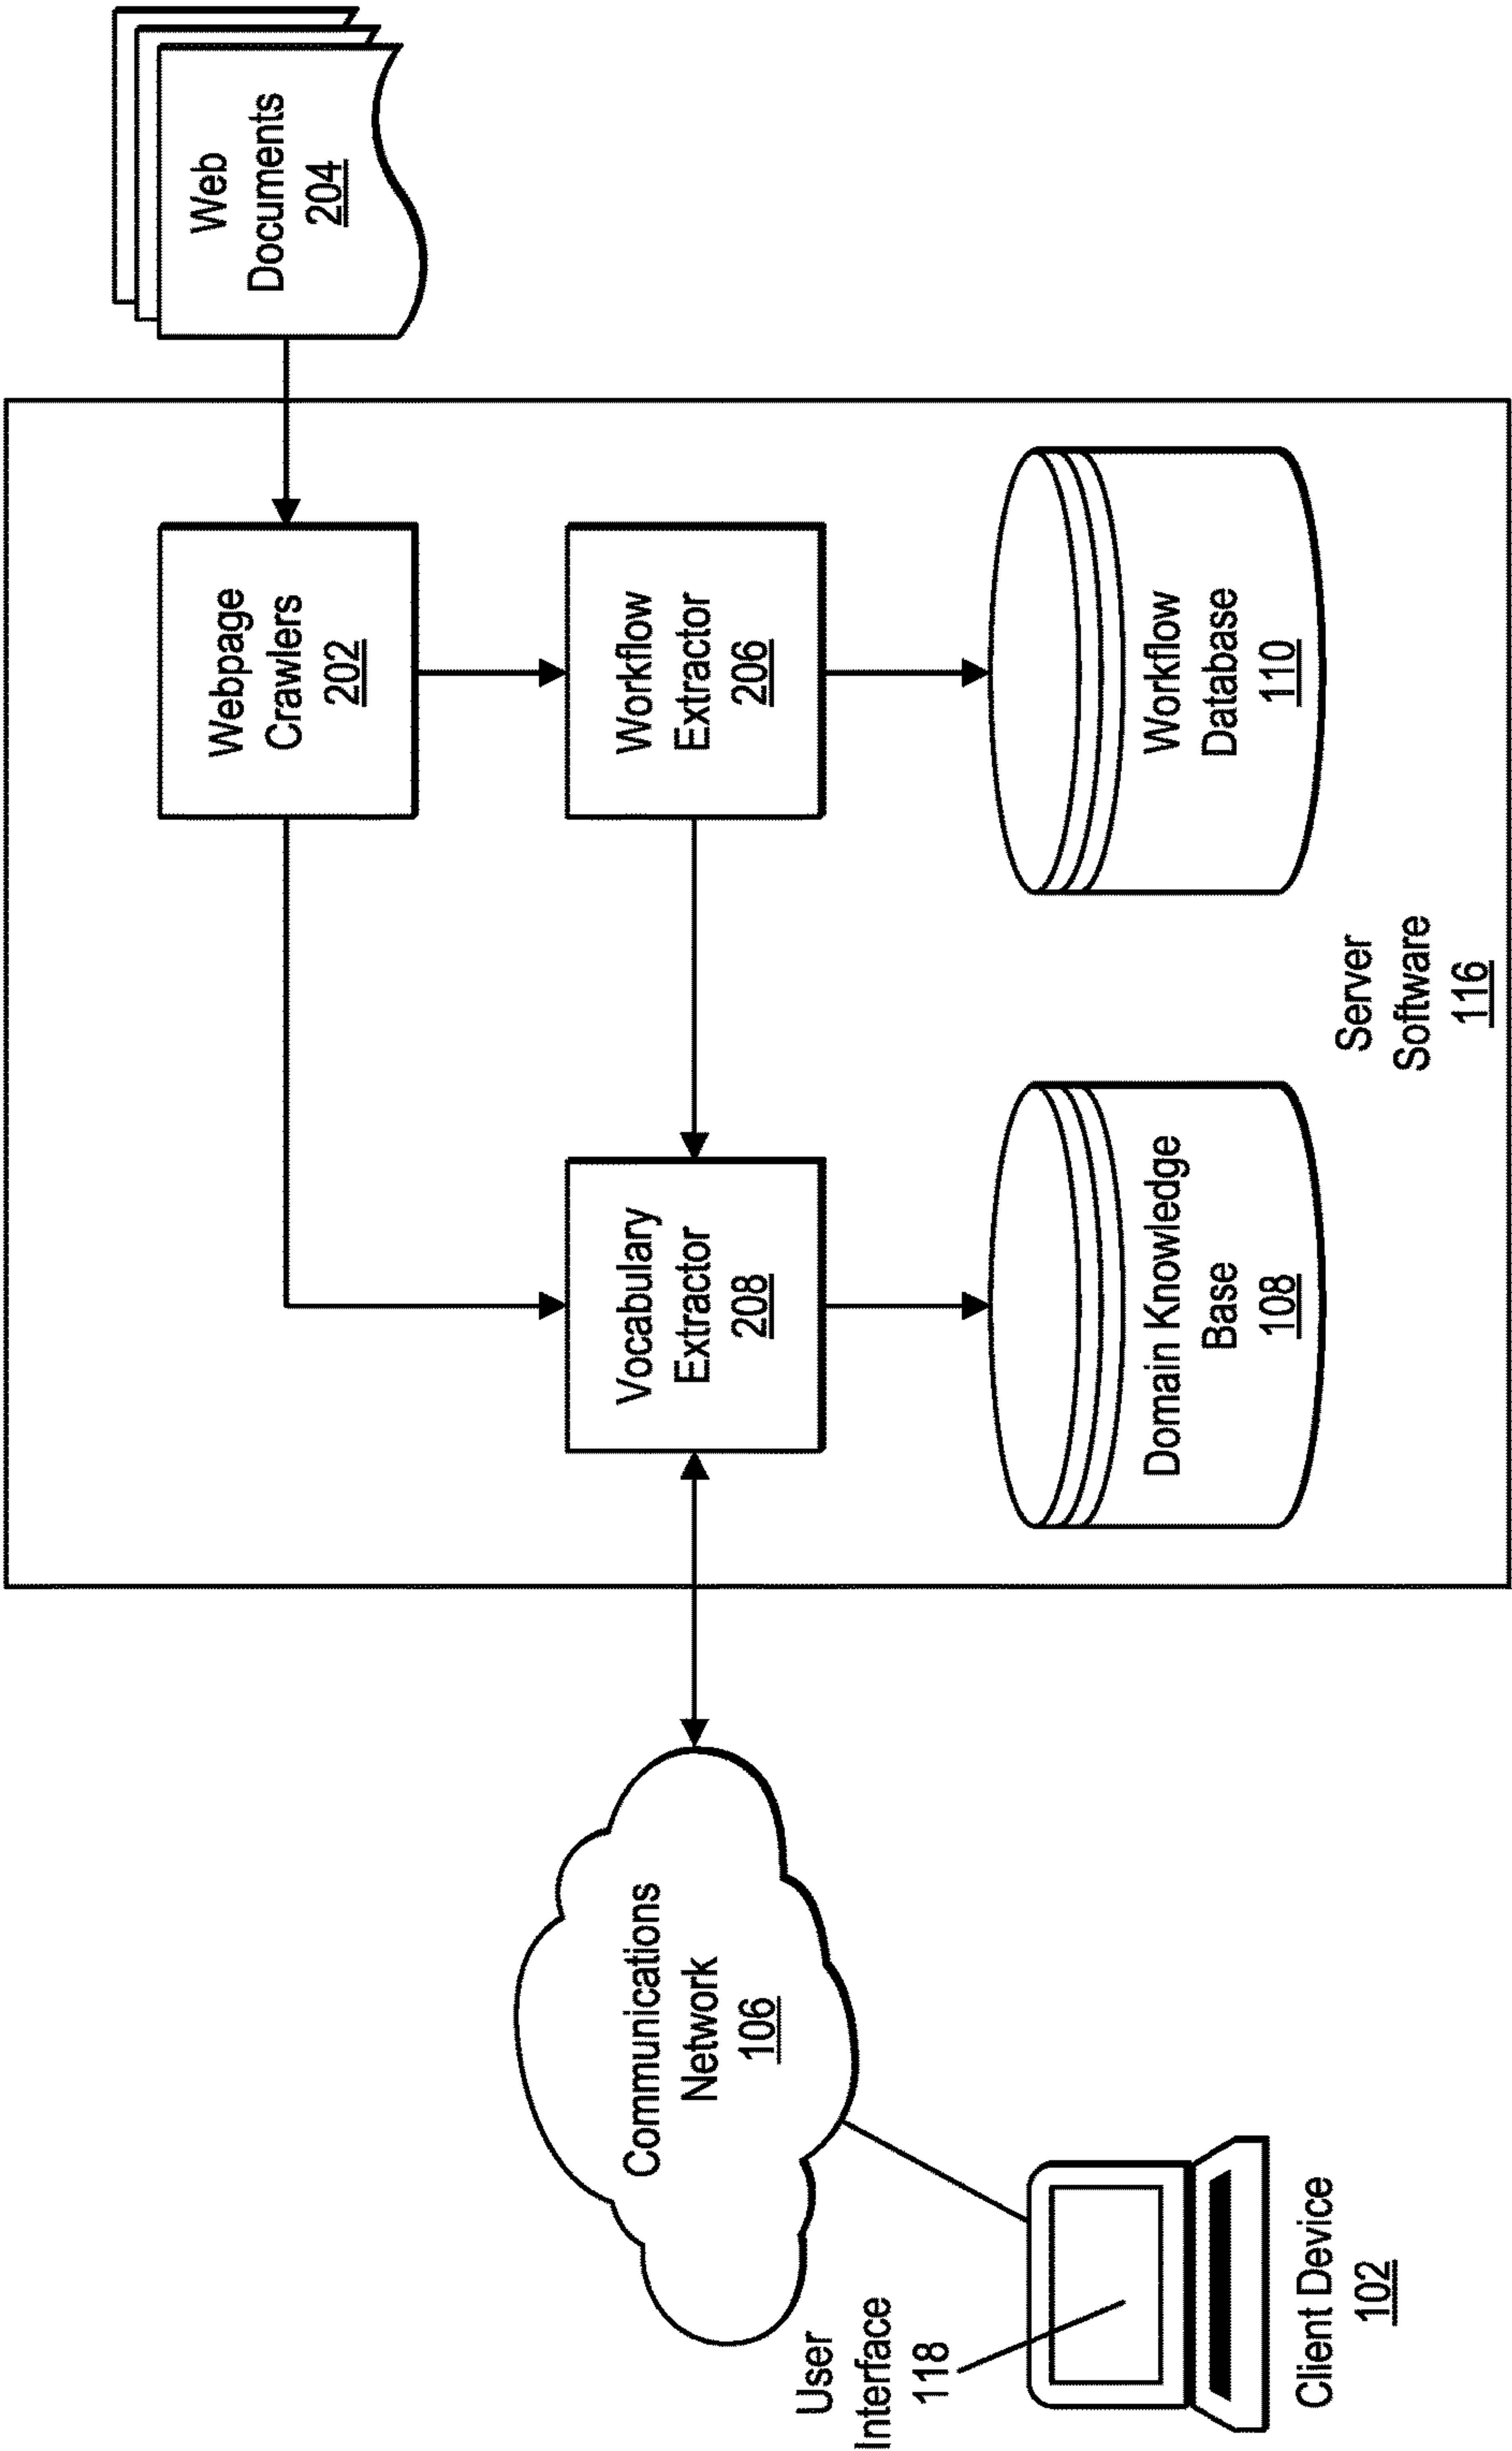 Web
Documents
204
Webpage
Crawlers
202
Communications
Network
106
Vocabulary
Extractor
208
Workflow
Extractor
206
User
Interface
118
Client Device
102
Domain Knowledge
Base
108
Workflow
Database
110
Server
Software
116